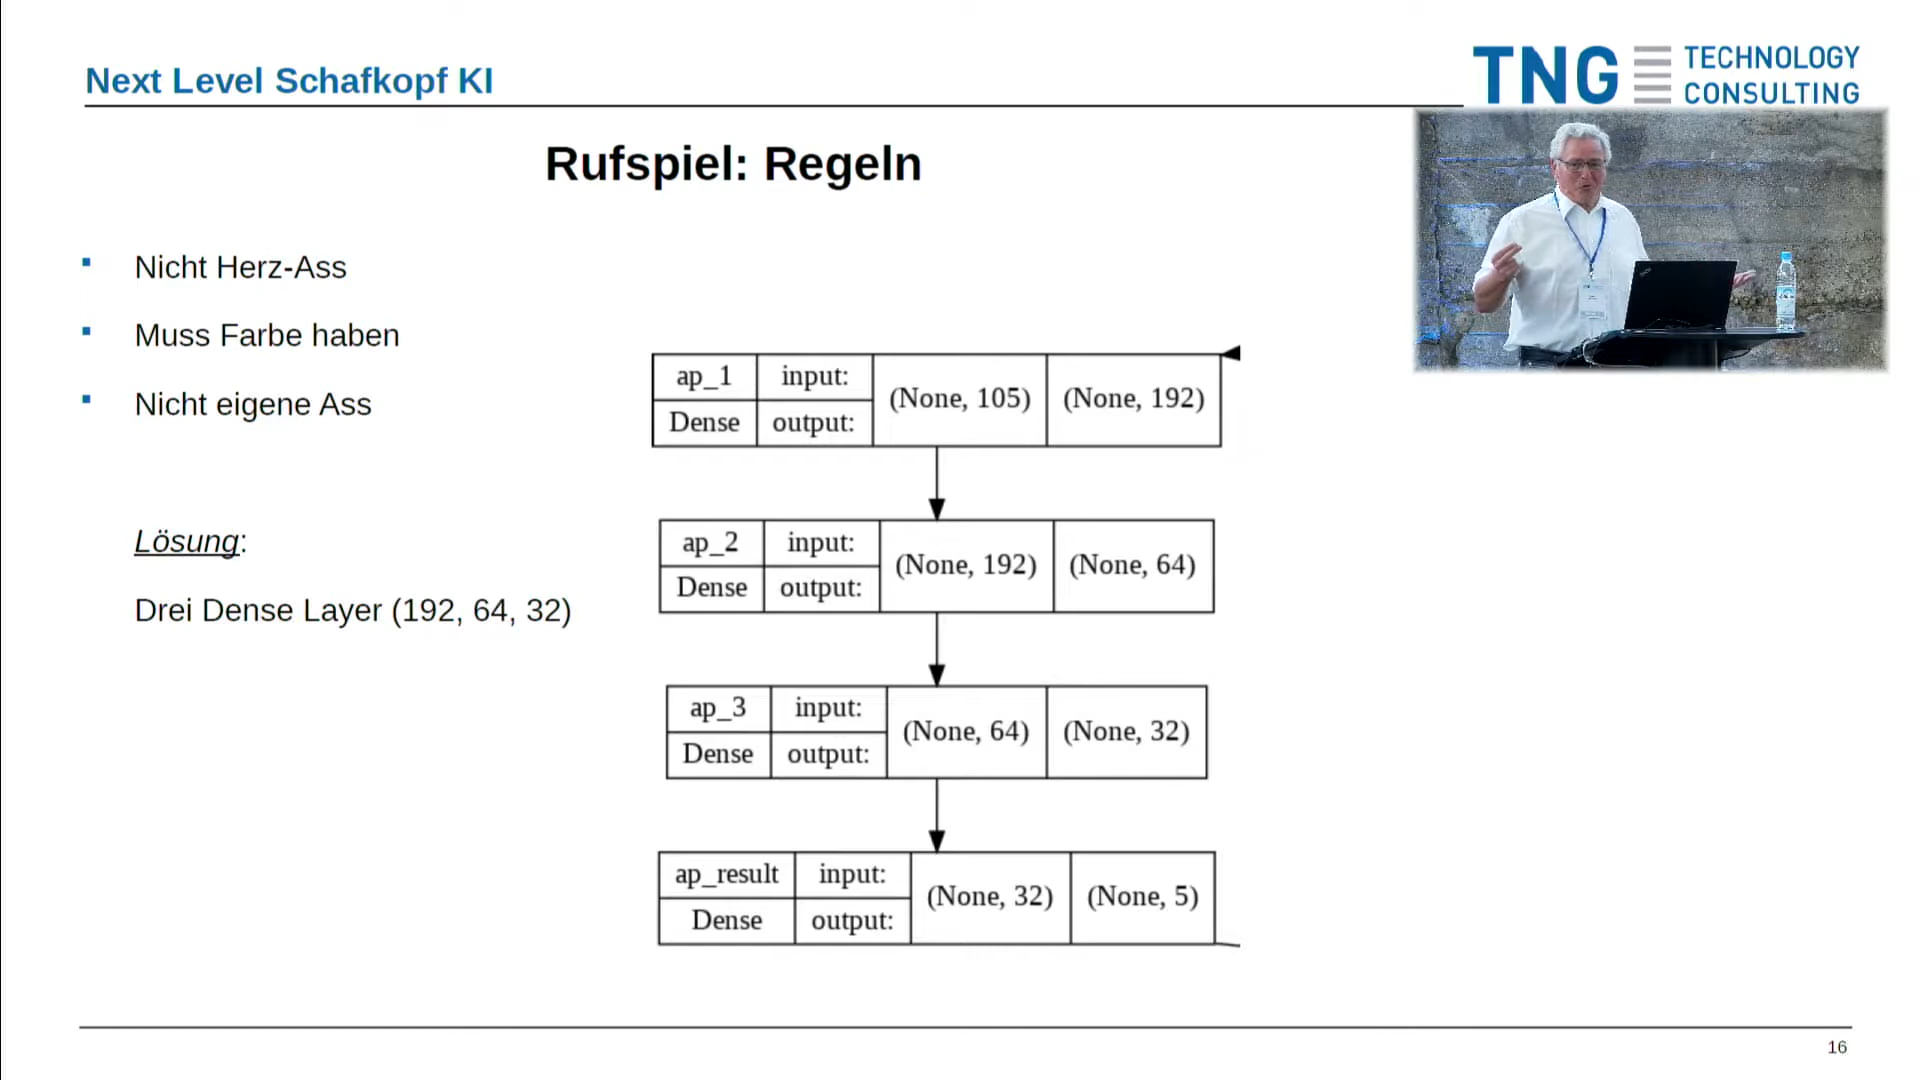 Next Level Schafkopf KI
TNG TECHNOLOGY CONSULTING
Rufspiel: Regeln
Nicht Herz-Ass
Muss Farbe haben
Nicht eigene Ass
Lösung:
Drei Dense Layer (192, 64, 32)
ap_1 input: (None, 105) (None, 192)
Dense output:
ap_2 input: (None, 192) (None, 64)
Dense output:
ap_3 input: (None, 64) (None, 32)
Dense output:
ap_result input: (None, 32) (None, 5)
Dense output:
16